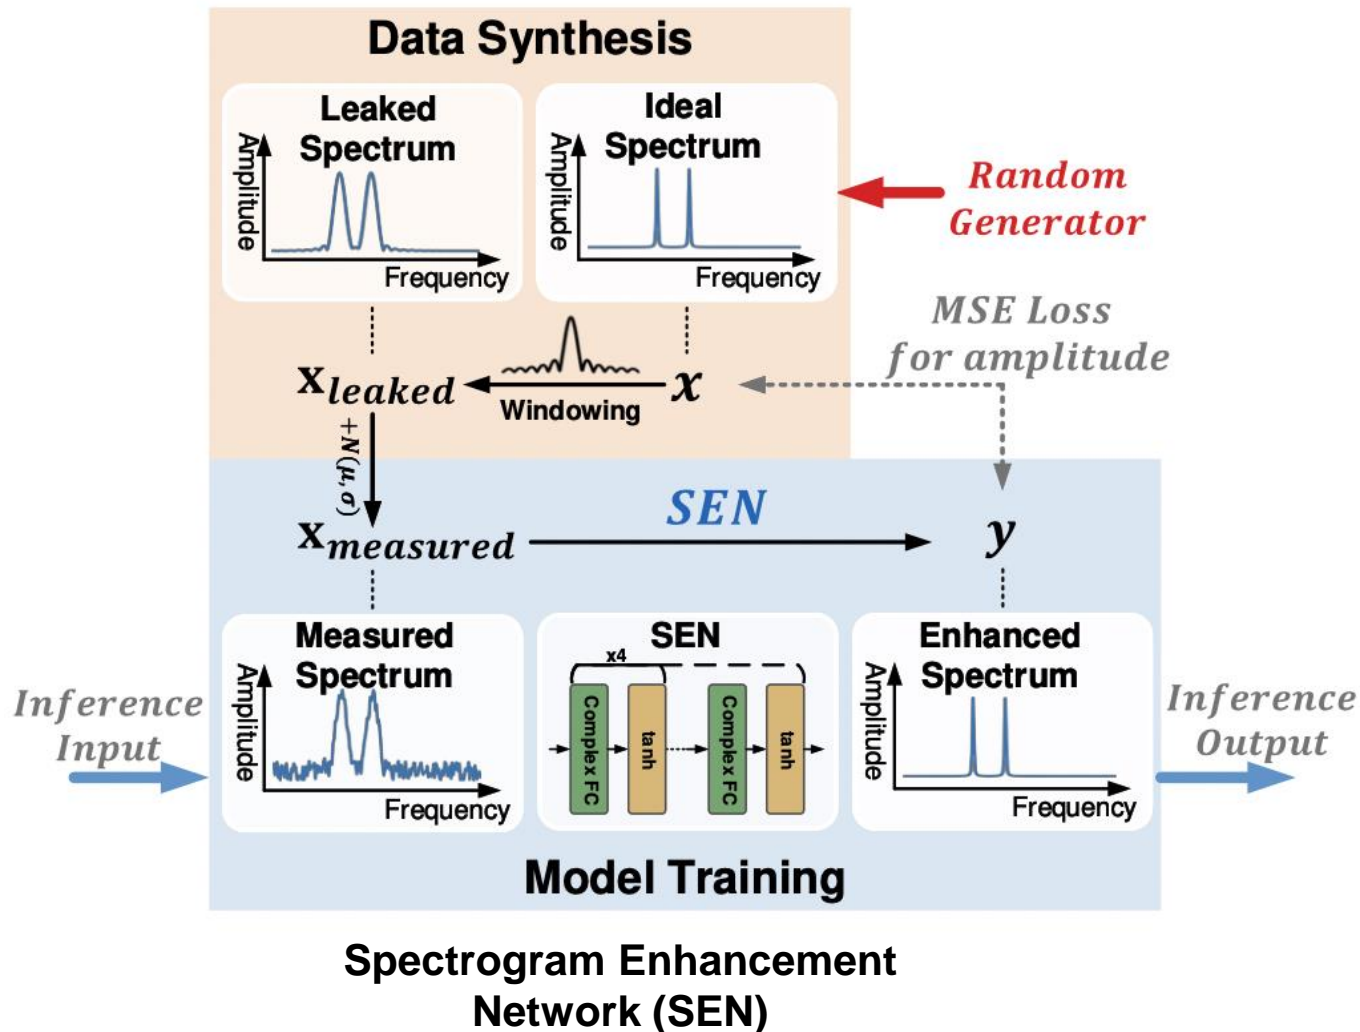 Data Synthesis
Leaked
Spectrum
Amplitude
Frequency
Ideal
Spectrum
Amplitude
Frequency
Random
Generator
MSE Loss
for amplitude
x_leaked
Windowing
x
+N(μ,σ)
x_measured
SEN
y
Measured
Spectrum
Amplitude
Frequency
SEN
x4
Complex FC
tanh
Complex FC
tanh
Enhanced
Spectrum
Amplitude
Frequency
Inference
Input
Inference
Output
Model Training
Spectrogram Enhancement
Network (SEN)